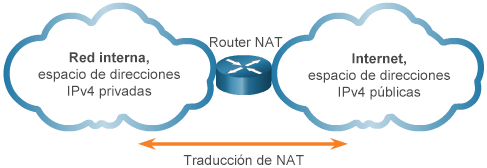 Red interna,
espacio de direcciones
IPv4 privadas
Router NAT
Internet,
espacio de direcciones
IPv4 públicas
Traducción de NAT